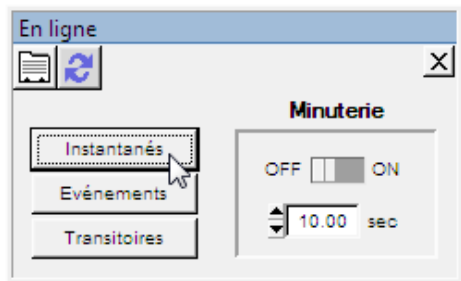 En ligne
X
Minuterie
Instantanés
OFF ON
Evénements
10.00 sec
Transitoires